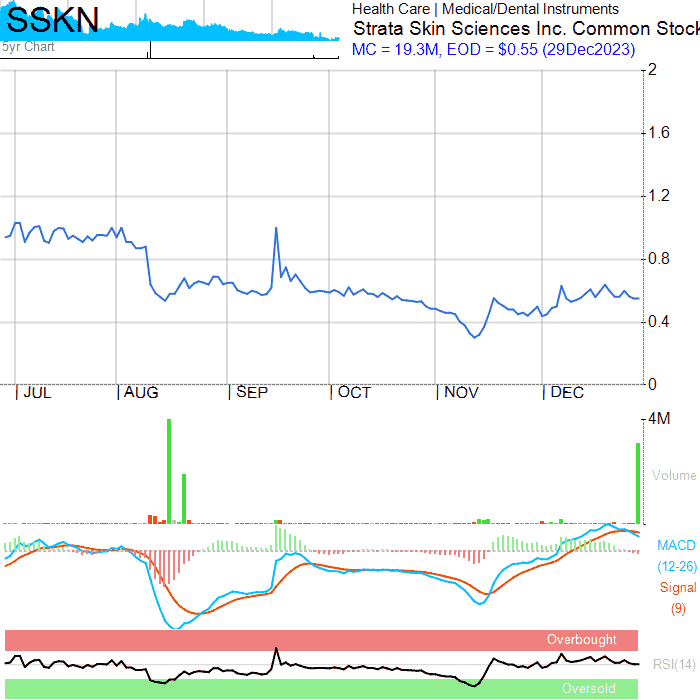 SSKN
5yr Chart
Health Care | Medical/Dental Instruments
Strata Skin Sciences Inc. Common Stock
MC = 19.3M, EOD = $0.55 (29Dec2023)
2
1.6
1.2
0.8
0.4
0
JUL AUG SEP OCT NOV DEC
4M
Volume
MACD
(12-26)
Signal
(9)
Overbought
RSI(14)
Oversold